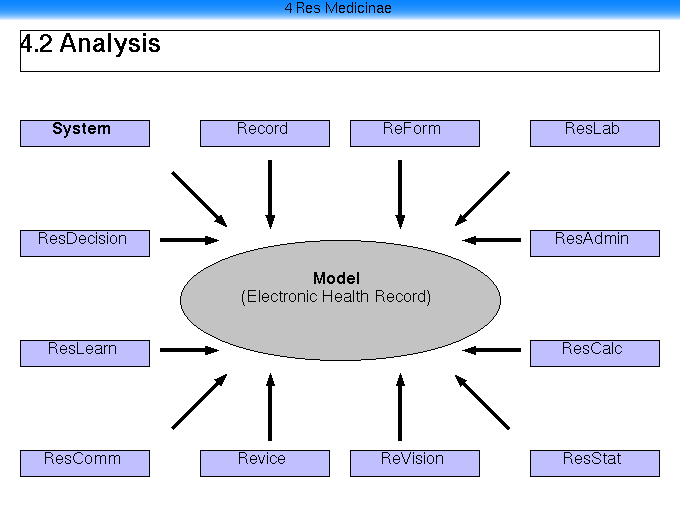 4 Res Medicinae
4.2 Analysis
System
Record
ReForm
ResLab
ResDecision
ResAdmin
Model
(Electronic Health Record)
ResLearn
ResCalc
ResComm
Revice
ReVision
ResStat